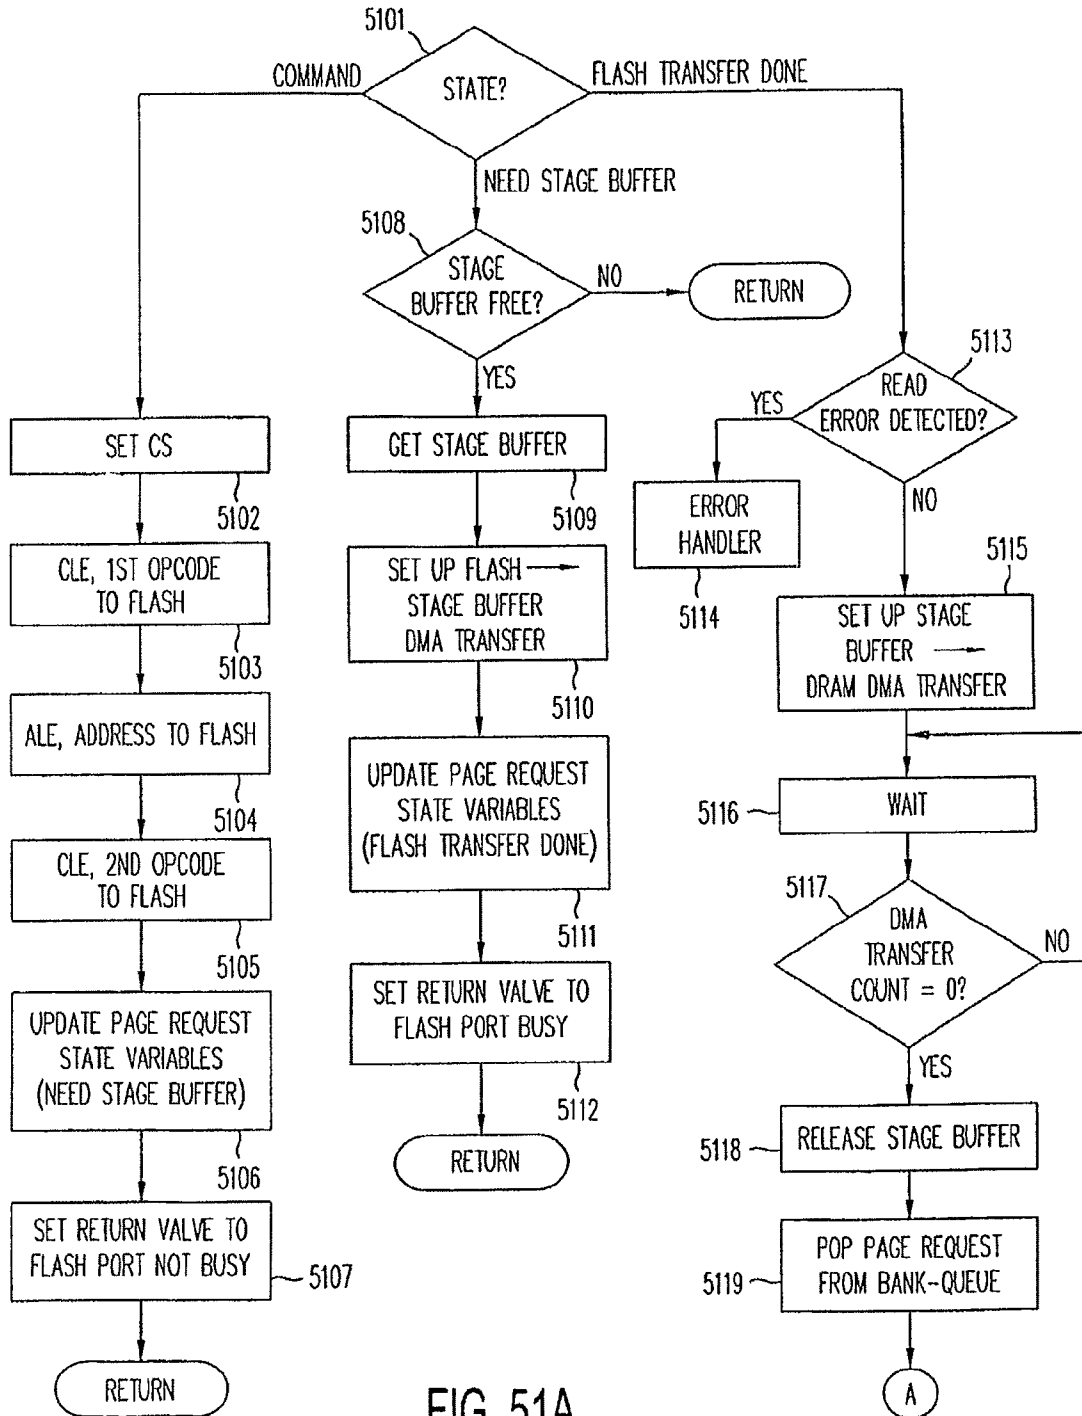 5101
STATE?
COMMAND
FLASH TRANSFER DONE
NEED STAGE BUFFER
5108
STAGE
BUFFER FREE?
NO
RETURN
YES
SET CS
5102
CLE, 1ST OPCODE
TO FLASH
5103
ALE, ADDRESS TO FLASH
5104
CLE, 2ND OPCODE
TO FLASH
5105
UPDATE PAGE REQUEST
STATE VARIABLES
(NEED STAGE BUFFER)
5106
SET RETURN VALVE TO
FLASH PORT NOT BUSY
5107
RETURN
GET STAGE BUFFER
5109
SET UP FLASH →
STAGE BUFFER
DMA TRANSFER
5110
UPDATE PAGE REQUEST
STATE VARIABLES
(FLASH TRANSFER DONE)
5111
SET RETURN VALVE TO
FLASH PORT BUSY
5112
RETURN
5113
READ
ERROR DETECTED?
YES
ERROR
HANDLER
5114
NO
5115
SET UP STAGE
BUFFER →
DRAM DMA TRANSFER
5116
WAIT
5117
DMA
TRANSFER
COUNT = 0?
NO
YES
5118
RELEASE STAGE BUFFER
5119
POP PAGE REQUEST
FROM BANK-QUEUE
A
FIG. 51A